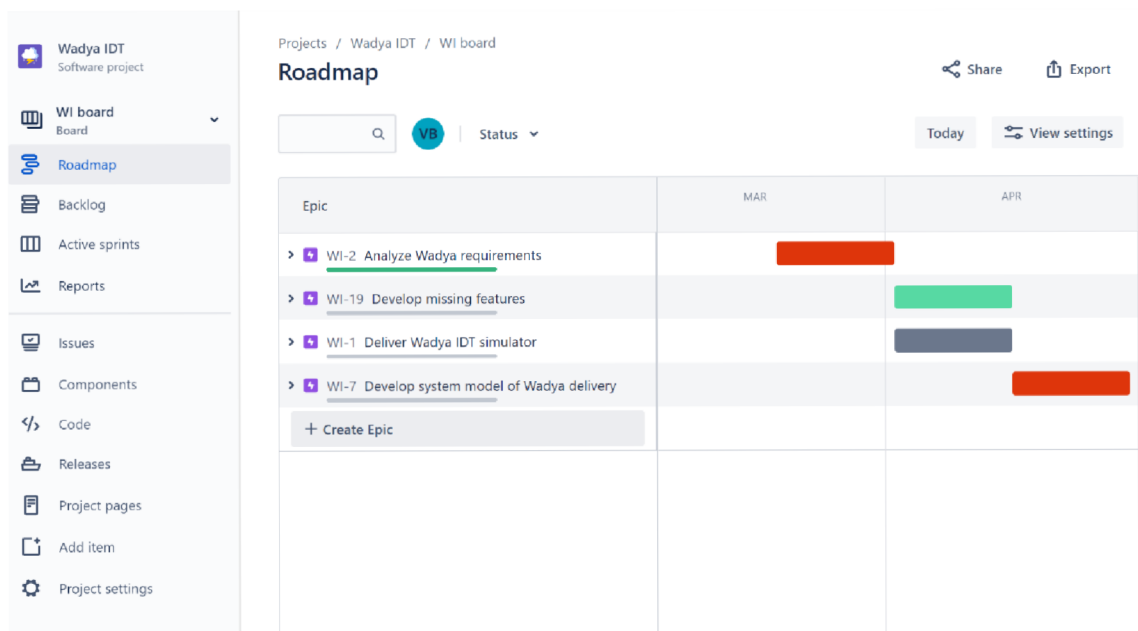 Wadya IDT
Software project
WI board
Board
Roadmap
Backlog
Active sprints
Reports
Issues
Components
Code
Releases
Project pages
Add item
Project settings
Projects / Wadya IDT / WI board
Roadmap
Share
Export
VB
Status
Today
View settings
Epic
MAR
APR
WI-2 Analyze Wadya requirements
WI-19 Develop missing features
WI-1 Deliver Wadya IDT simulator
WI-7 Develop system model of Wadya delivery
+ Create Epic